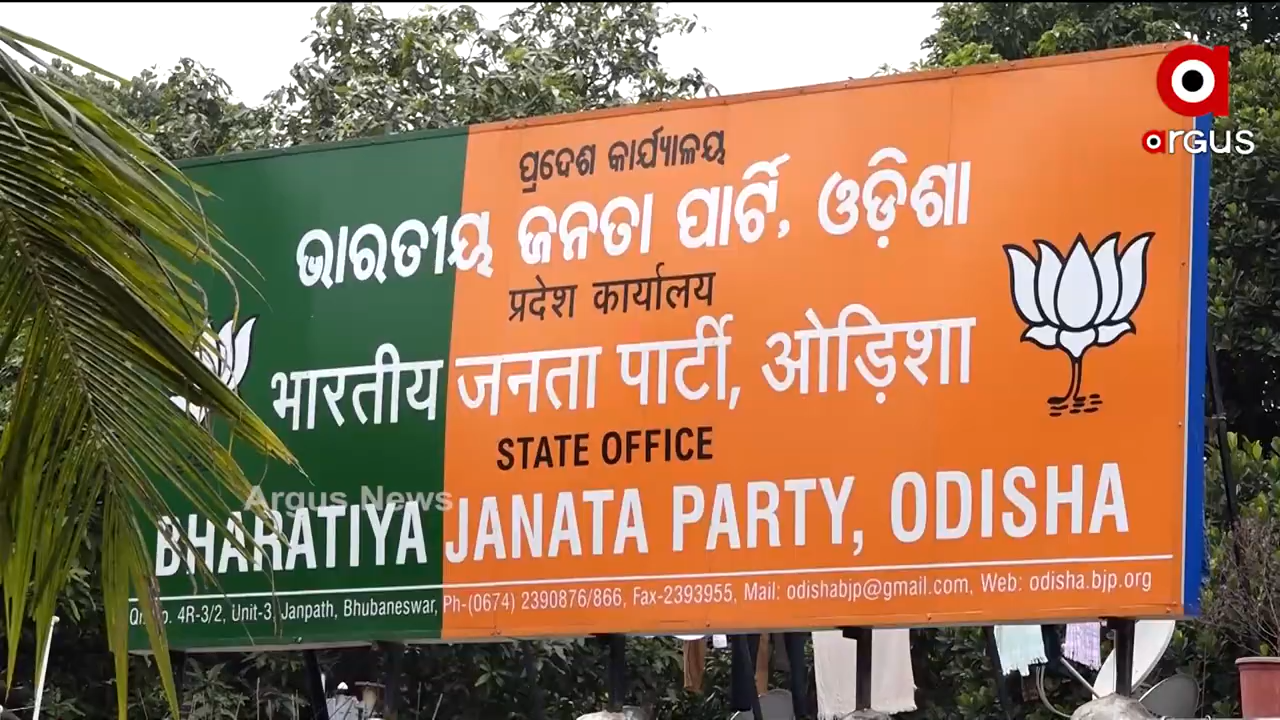 argus
ପ୍ରଦେଶ କାର୍ଯ୍ୟାଳୟ
ଭାରତୀୟ ଜନତା ପାର୍ଟି, ଓଡ଼ିଶା
प्रदेश कार्यालय
भारतीय जनता पार्टी, ओड़िशा
STATE OFFICE
Argus News
BHARATIYA JANATA PARTY, ODISHA
4R-3/2, Unit-3, Janpath, Bhubaneswar, Ph-(0674) 2390876/866, Fax-2393955, Mail: odishabjp@gmail.com, Web: odisha.bjp.org